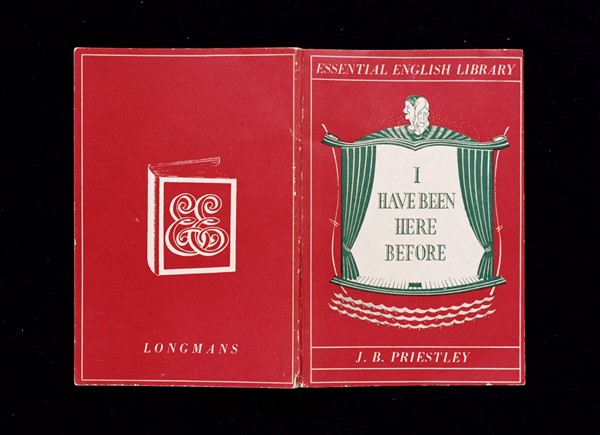 EE
LONGMANS
ESSENTIAL ENGLISH LIBRARY
I
HAVE BEEN
HERE
BEFORE
J. B. PRIESTLEY